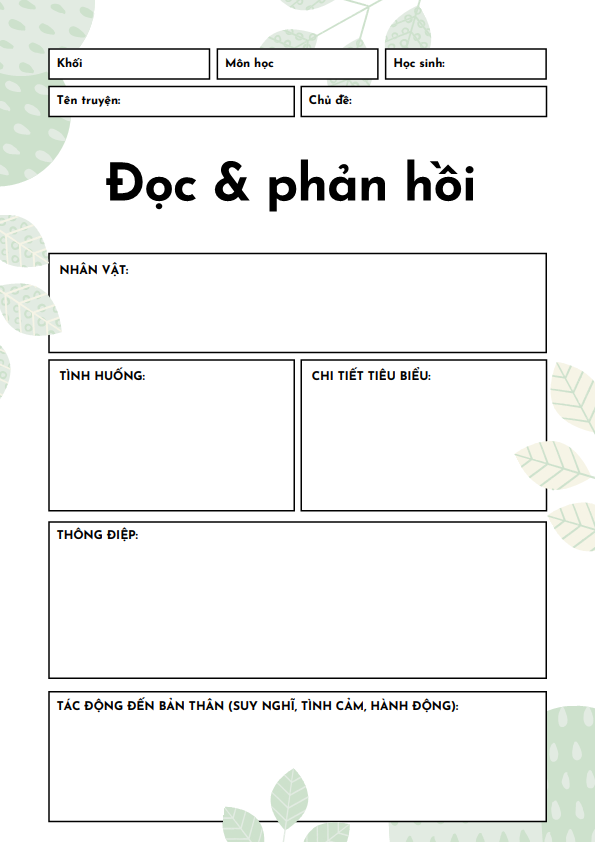 Khối
Môn học
Học sinh:
Tên truyện:
Chủ đề:
Đọc & phản hồi
NHÂN VẬT:
TÌNH HUỐNG:
CHI TIẾT TIÊU BIỂU:
THÔNG ĐIỆP:
TÁC ĐỘNG ĐẾN BẢN THÂN (SUY NGHĨ, TÌNH CẢM, HÀNH ĐỘNG):